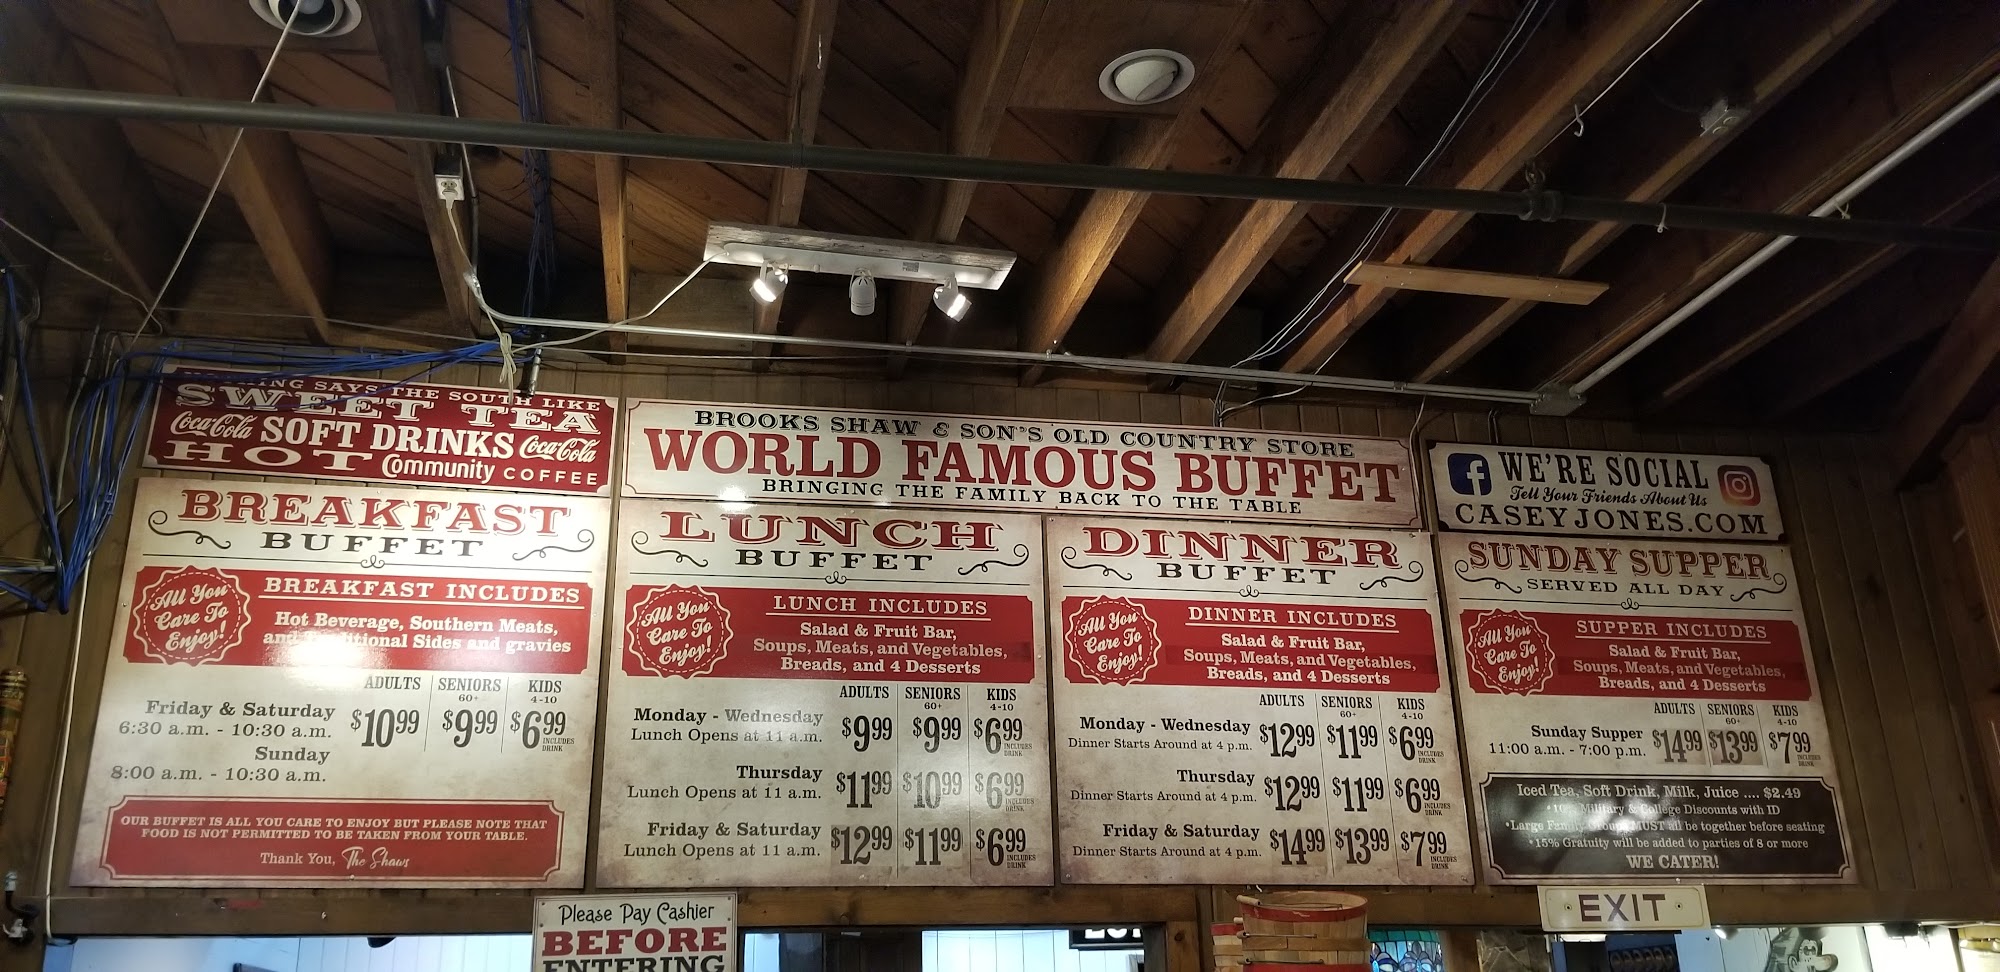 NOTHING SAYS THE SOUTH LIKE
SWEET TEA
Coca-Cola SOFT DRINKS Coca-Cola
HOT Community COFFEE
BROOKS SHAW & SON'S OLD COUNTRY STORE
WORLD FAMOUS BUFFET
BRINGING THE FAMILY BACK TO THE TABLE
WE'RE SOCIAL
Tell Your Friends About Us
CASEYJONES.COM
BREAKFAST
BUFFET
All You
Care To
Enjoy!
BREAKFAST INCLUDES
Hot Beverage, Southern Meats,
and Traditional Sides and gravies
ADULTS SENIORS 60+ KIDS 4-10
Friday & Saturday
6:30 a.m. - 10:30 a.m. $10.99 $9.99 $6.99 INCLUDES DRINK
Sunday
8:00 a.m. - 10:30 a.m.
OUR BUFFET IS ALL YOU CARE TO ENJOY BUT PLEASE NOTE THAT
FOOD IS NOT PERMITTED TO BE TAKEN FROM YOUR TABLE.
Thank You, The Shaws
LUNCH
BUFFET
All You
Care To
Enjoy!
LUNCH INCLUDES
Salad & Fruit Bar,
Soups, Meats, and Vegetables,
Breads, and 4 Desserts
ADULTS SENIORS 60+ KIDS 4-10
Monday - Wednesday
Lunch Opens at 11 a.m. $9.99 $9.99 $6.99 INCLUDES DRINK
Thursday
Lunch Opens at 11 a.m. $11.99 $10.99 $6.99 INCLUDES DRINK
Friday & Saturday
Lunch Opens at 11 a.m. $12.99 $11.99 $6.99 INCLUDES DRINK
DINNER
BUFFET
All You
Care To
Enjoy!
DINNER INCLUDES
Salad & Fruit Bar,
Soups, Meats, and Vegetables,
Breads, and 4 Desserts
ADULTS SENIORS 60+ KIDS 4-10
Monday - Wednesday
Dinner Starts Around at 4 p.m. $12.99 $11.99 $6.99 INCLUDES DRINK
Thursday
Dinner Starts Around at 4 p.m. $12.99 $11.99 $6.99 INCLUDES DRINK
Friday & Saturday
Dinner Starts Around at 4 p.m. $14.99 $13.99 $7.99 INCLUDES DRINK
SUNDAY SUPPER
SERVED ALL DAY
All You
Care To
Enjoy!
SUPPER INCLUDES
Salad & Fruit Bar,
Soups, Meats, and Vegetables,
Breads, and 4 Desserts
ADULTS SENIORS 60+ KIDS 4-10
Sunday Supper
11:00 a.m. - 7:00 p.m. $14.99 $13.99 $7.99 INCLUDES DRINK
Iced Tea, Soft Drink, Milk, Juice .... $2.49
•10% Military & College Discounts with ID
•Large Family Groups MUST all be together before seating
•15% Gratuity will be added to parties of 8 or more
WE CATER!
EXIT
Please Pay Cashier
BEFORE
ENTERING